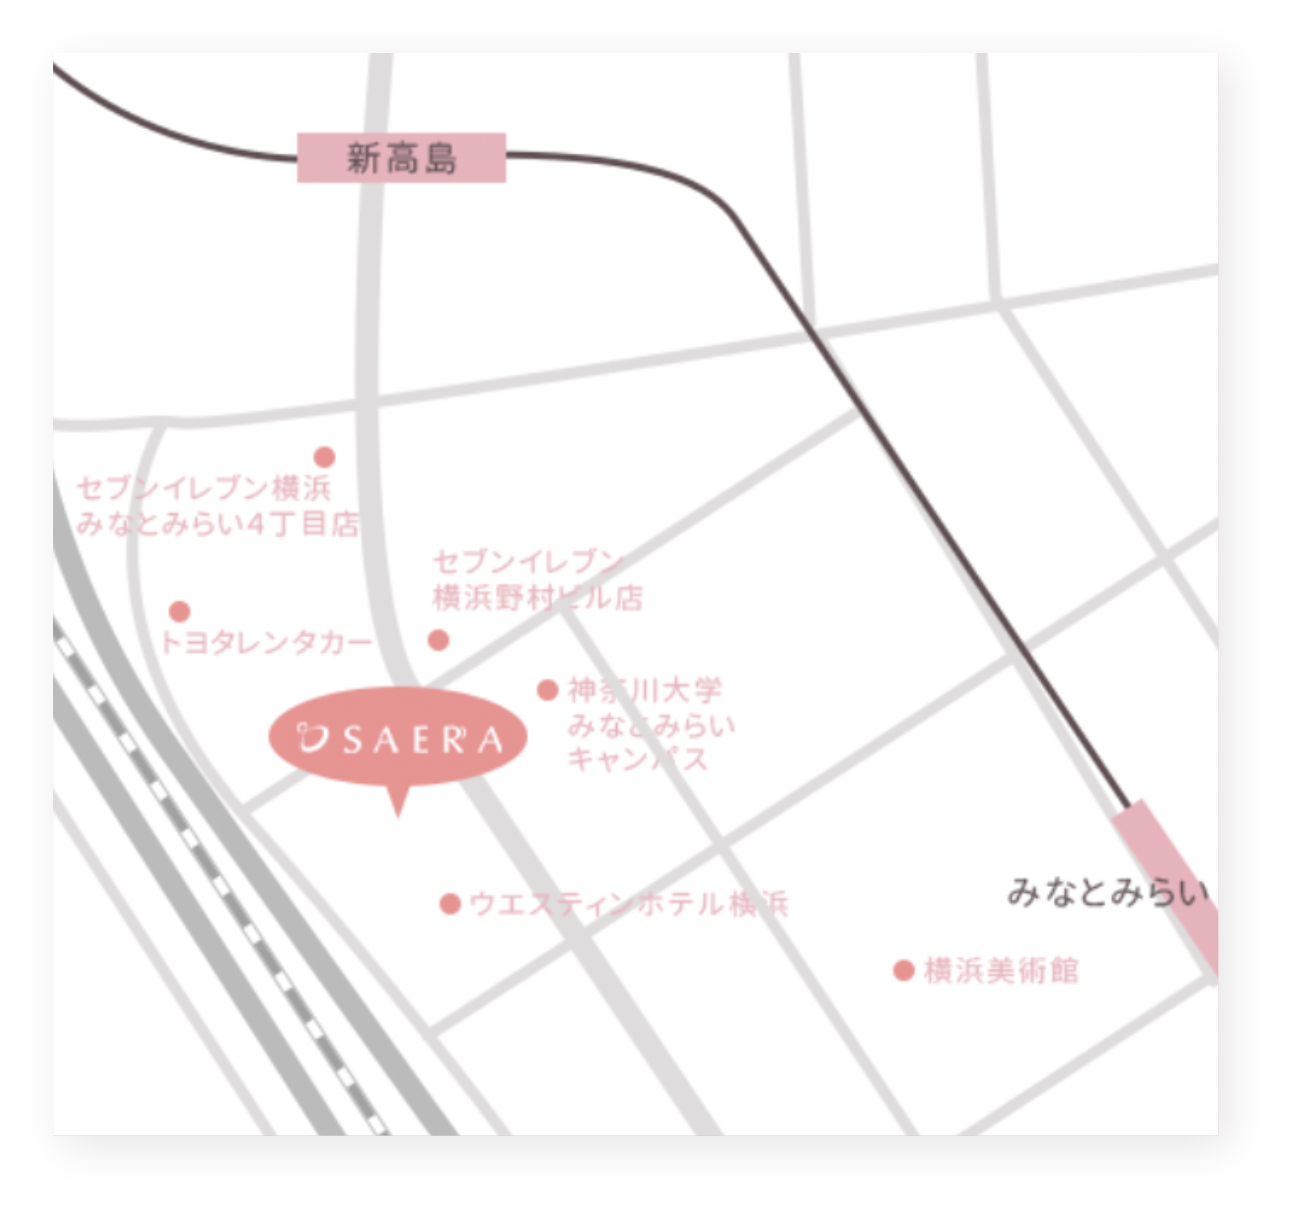 新高島
セブンイレブン横浜
みなとみらい4丁目店
セブンイレブン
横浜野村ビル店
トヨタレンタカー
神奈川大学
みなとみらい
キャンパス
SAERA
みなとみらい
ウエスティンホテル横浜
横浜美術館